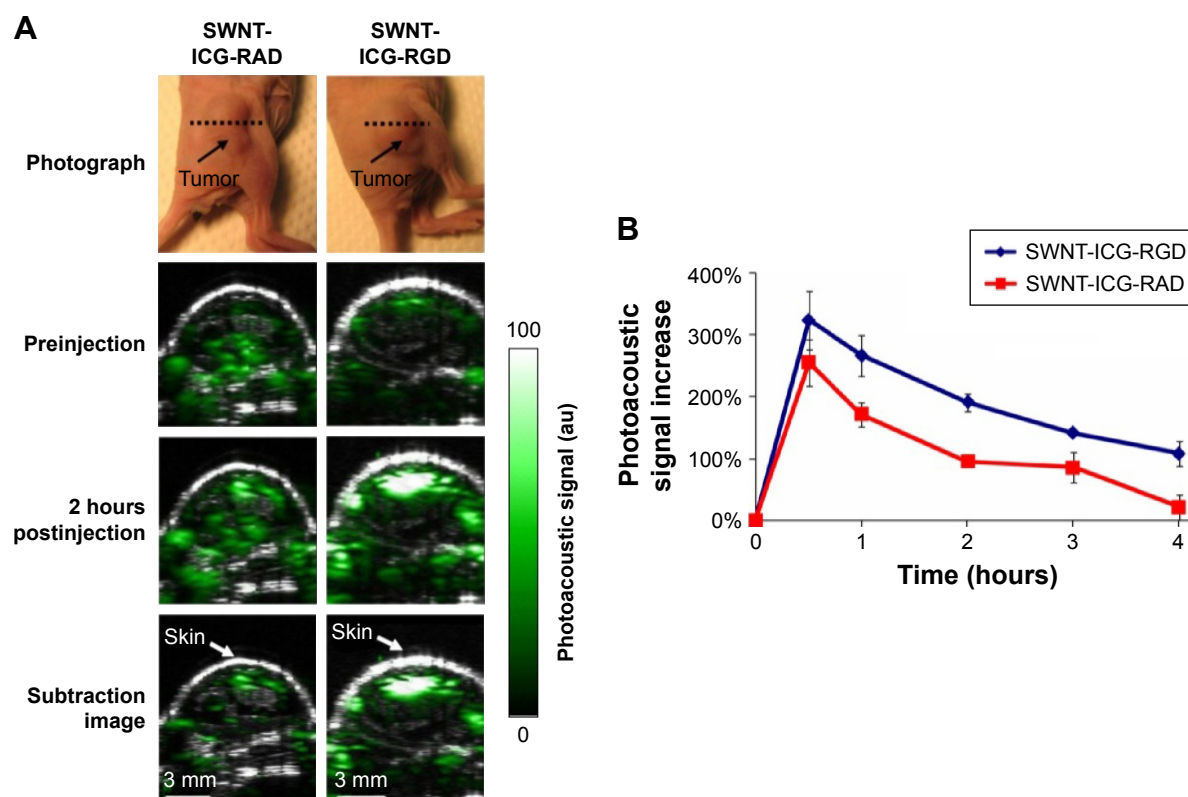 A
SWNT-
ICG-RAD
SWNT-
ICG-RGD
Photograph
Tumor
Tumor
Preinjection
2 hours
postinjection
Subtraction
image
Skin
Skin
3 mm
3 mm
100
Photoacoustic signal (au)
0
B
SWNT-ICG-RGD
SWNT-ICG-RAD
400%
300%
200%
100%
0%
Photoacoustic
signal increase
0 1 2 3 4
Time (hours)